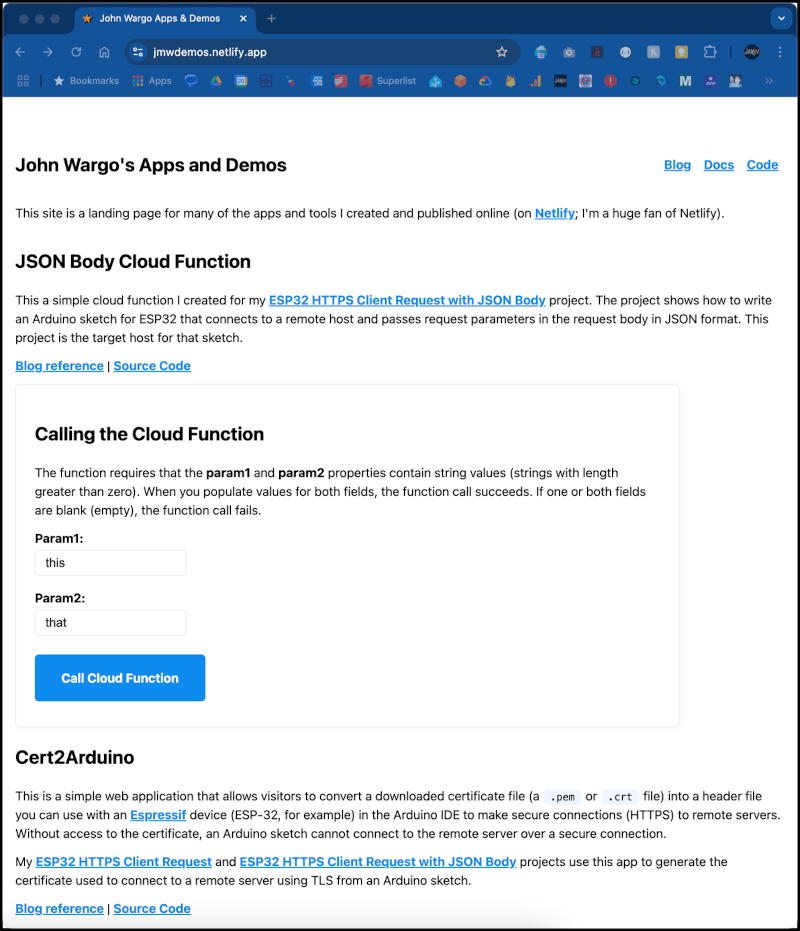 John Wargo Apps & Demos
jmwdemos.netlify.app
Bookmarks Apps Superlist
John Wargo's Apps and Demos
Blog Docs Code
This site is a landing page for many of the apps and tools I created and published online (on Netlify; I'm a huge fan of Netlify).
JSON Body Cloud Function
This a simple cloud function I created for my ESP32 HTTPS Client Request with JSON Body project. The project shows how to write
an Arduino sketch for ESP32 that connects to a remote host and passes request parameters in the request body in JSON format. This
project is the target host for that sketch.
Blog reference | Source Code
Calling the Cloud Function
The function requires that the param1 and param2 properties contain string values (strings with length
greater than zero). When you populate values for both fields, the function call succeeds. If one or both fields
are blank (empty), the function call fails.
Param1:
this
Param2:
that
Call Cloud Function
Cert2Arduino
This is a simple web application that allows visitors to convert a downloaded certificate file (a .pem or .crt file) into a header file
you can use with an Espressif device (ESP-32, for example) in the Arduino IDE to make secure connections (HTTPS) to remote servers.
Without access to the certificate, an Arduino sketch cannot connect to the remote server over a secure connection.
My ESP32 HTTPS Client Request and ESP32 HTTPS Client Request with JSON Body projects use this app to generate the
certificate used to connect to a remote server using TLS from an Arduino sketch.
Blog reference | Source Code